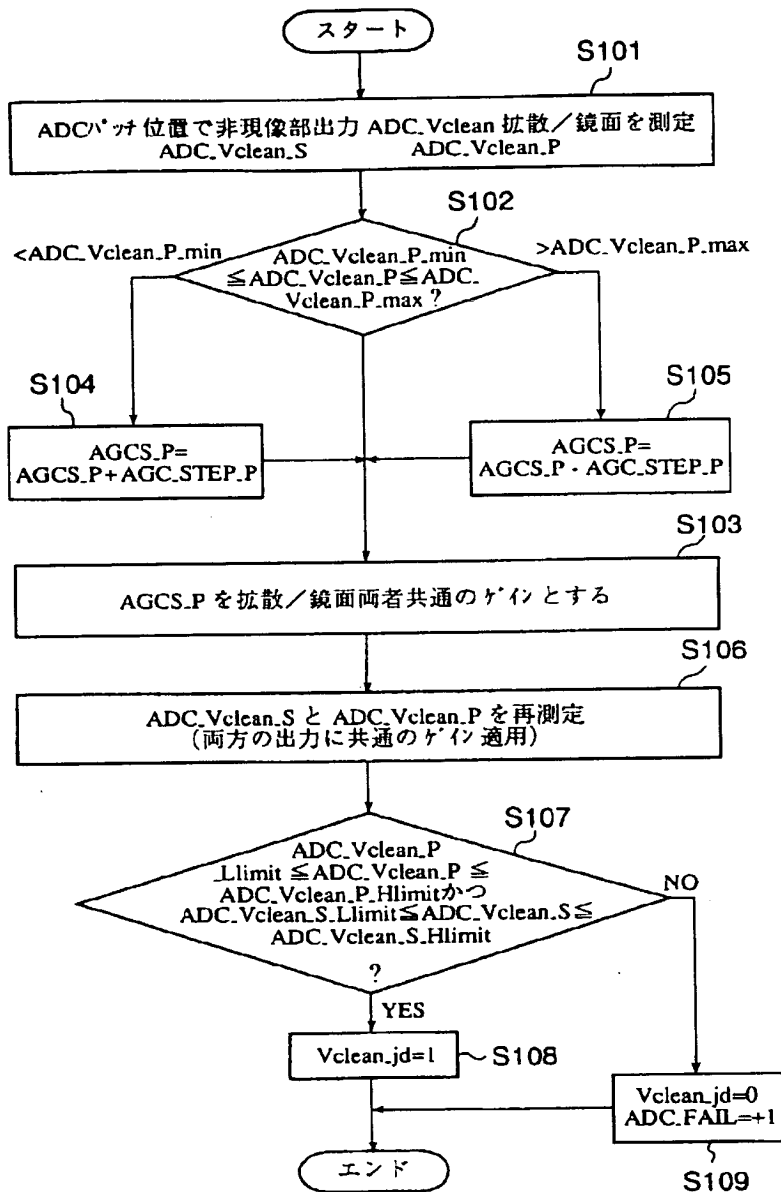 スタート
S101
ADCパッチ位置で非現像部出力 ADC_Vclean 拡散／鏡面を測定
ADC_Vclean_S ADC_Vclean_P
S102
<ADC_Vclean_P_min
ADC_Vclean_P_min
≦ADC_Vclean_P≦ADC_
Vclean_P_max？
>ADC_Vclean_P_max
S104
AGCS_P=
AGCS_P+AGC_STEP_P
S105
AGCS_P=
AGCS_P - AGC_STEP_P
S103
AGCS_P を拡散／鏡面両者共通のゲインとする
S106
ADC_Vclean_S と ADC_Vclean_P を再測定
(両方の出力に共通のゲイン適用)
S107
ADC_Vclean_P
_Llimit ≦ADC_Vclean_P ≦
ADC_Vclean_P_Hlimitかつ
ADC_Vclean_S_Llimit≦ADC_Vclean_S≦
ADC_Vclean_S_Hlimit
？
NO
YES
Vclean_jd=1
S108
Vclean_jd=0
ADC_FAIL=+1
S109
エンド